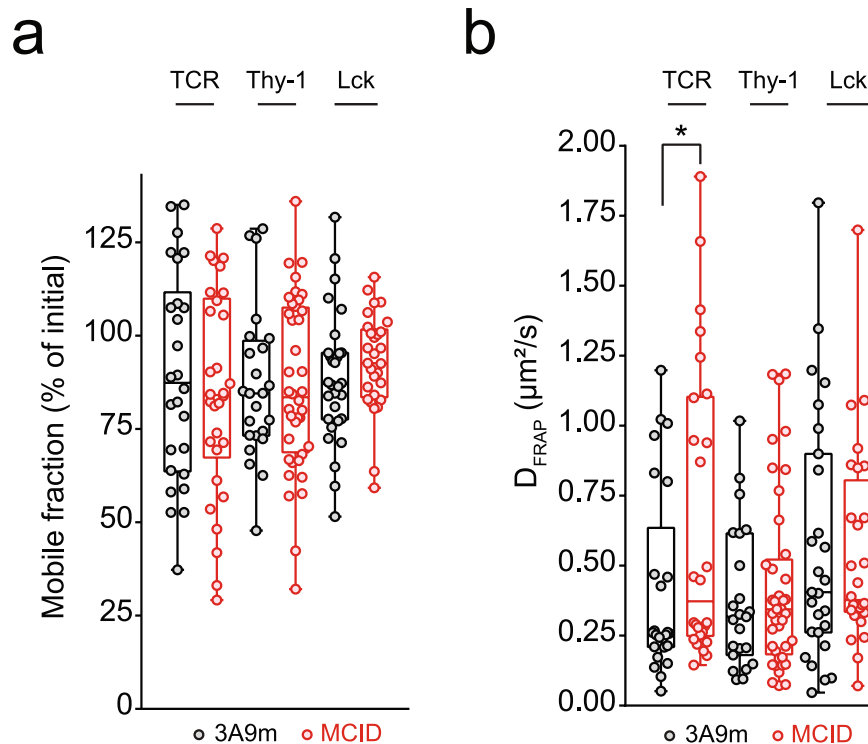 a
TCR Thy-1 Lck
Mobile fraction (% of initial)
125
100
75
50
25
0
3A9m MCID
b
TCR Thy-1 Lck
*
D_FRAP (µm²/s)
2.00
1.75
1.50
1.25
1.00
0.75
0.50
0.25
0.00
3A9m MCID